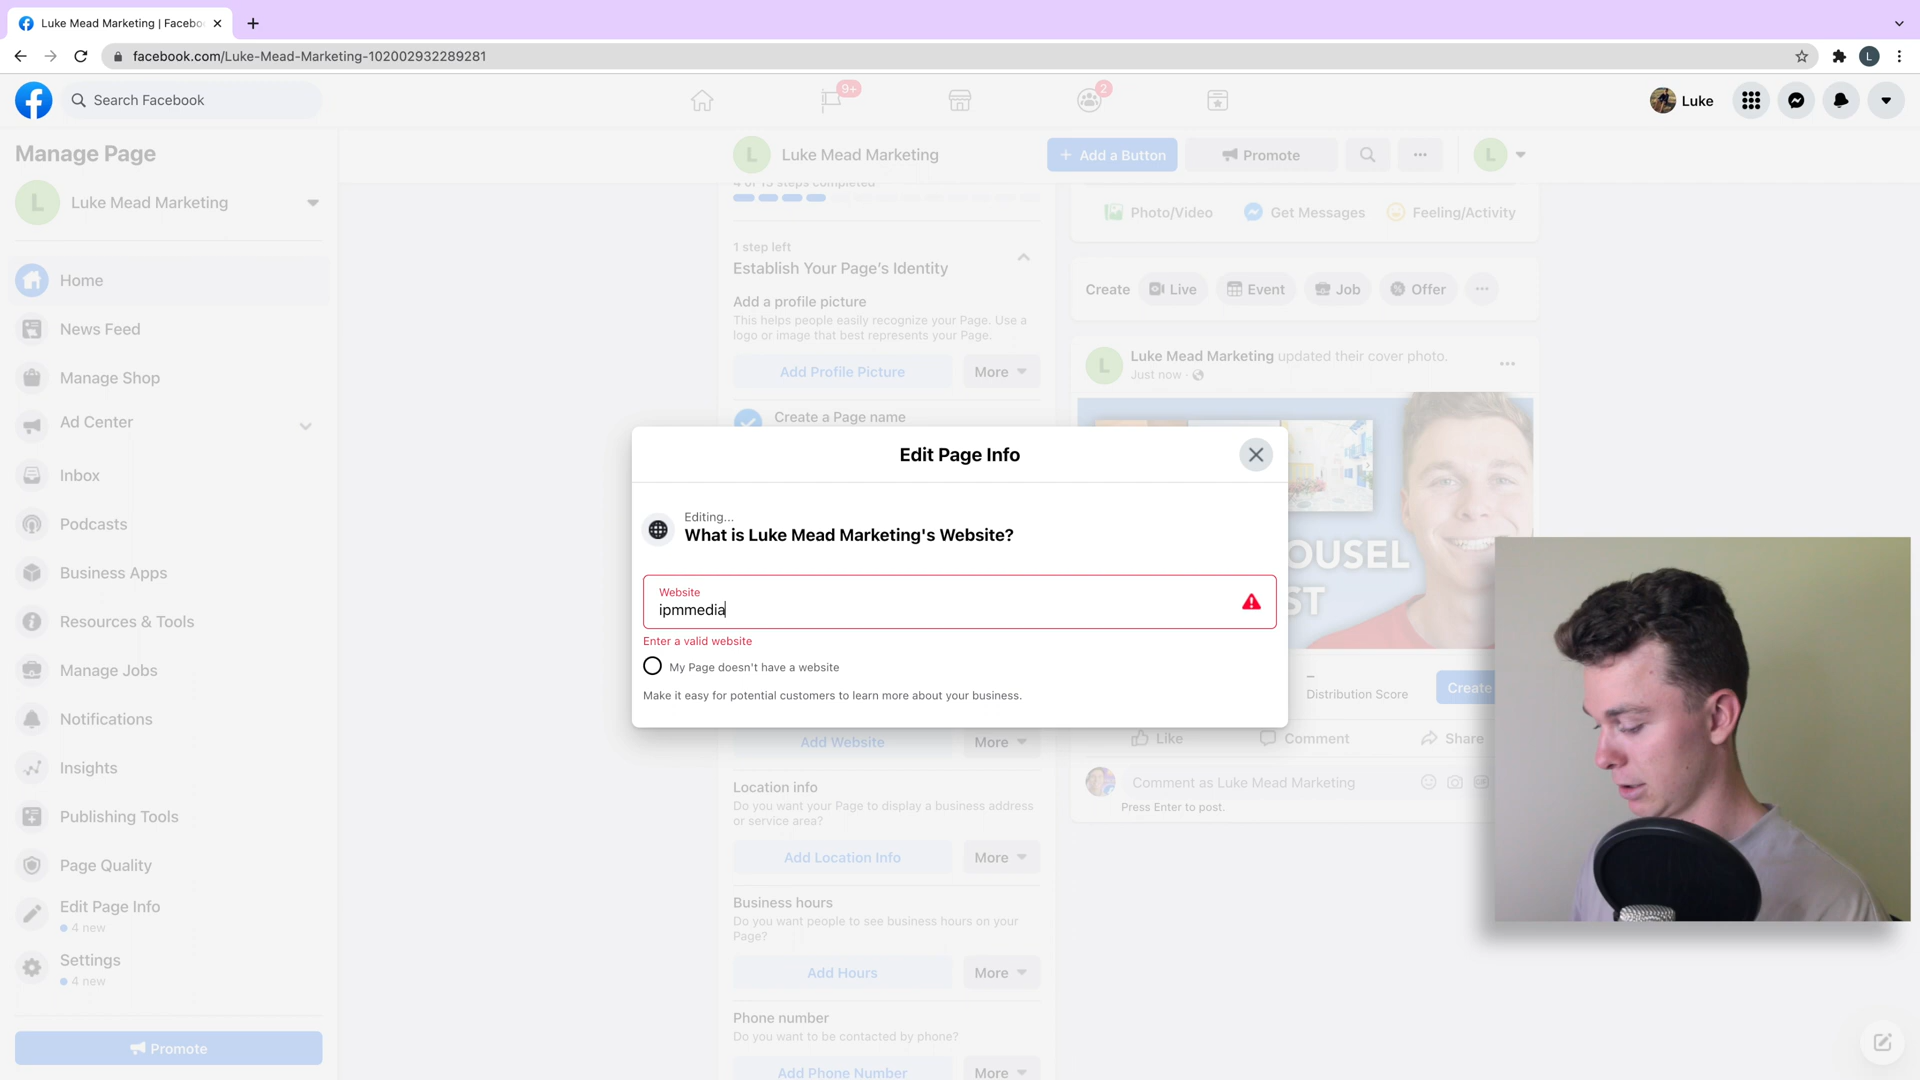 Luke Mead Marketing | Facebo
facebook.com/Luke-Mead-Marketing-102002932289281
L
Search Facebook
9+
2
Luke
Manage Page
L
Luke Mead Marketing
Home
News Feed
Manage Shop
Ad Center
Inbox
Podcasts
Business Apps
Resources & Tools
Manage Jobs
Notifications
Insights
Publishing Tools
Page Quality
Edit Page Info
4 new
Settings
4 new
Promote
L
Luke Mead Marketing
+ Add a Button
Promote
L
4 of 13 steps completed
1 step left
Establish Your Page’s Identity
Add a profile picture
This helps people easily recognize your Page. Use a
logo or image that best represents your Page.
Add Profile Picture
More
Create a Page name
Edit Page Info
Editing...
What is Luke Mead Marketing's Website?
Website
ipmmedia
Enter a valid website
My Page doesn't have a website
Make it easy for potential customers to learn more about your business.
Add Website
More
Location info
Do you want your Page to display a business address
or service area?
Add Location Info
More
Business hours
Do you want people to see business hours on your
Page?
Add Hours
More
Phone number
Do you want to be contacted by phone?
Add Phone Number
More
Photo/Video
Get Messages
Feeling/Activity
Create
Live
Event
Job
Offer
L
Luke Mead Marketing updated their cover photo.
Just now ·
OUSEL
ST
–
Distribution Score
Create
Like
Comment
Share
Comment as Luke Mead Marketing
Press Enter to post.